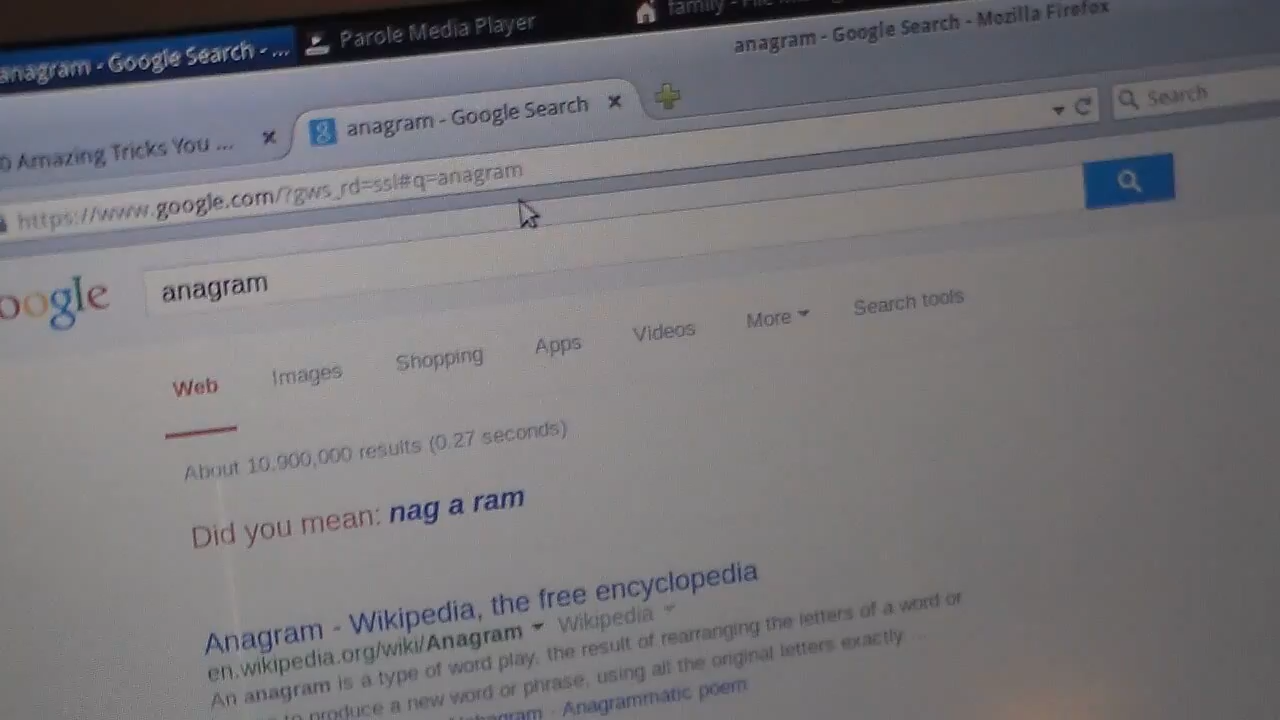 anagram - Google Search - ...
Parole Media Player
family -
anagram - Google Search - Mozilla Firefox
Amazing Tricks You ...
anagram - Google Search
https://www.google.com/?gws_rd=ssl#q=anagram
Search
oogle
anagram
Web
Images
Shopping
Apps
Videos
More
Search tools
About 10,900,000 results (0.27 seconds)
Did you mean: nag a ram
Anagram - Wikipedia, the free encyclopedia
en.wikipedia.org/wiki/Anagram Wikipedia
An anagram is a type of word play, the result of rearranging the letters of a word or
to produce a new word or phrase, using all the original letters exactly ...
Anagrammatic poem